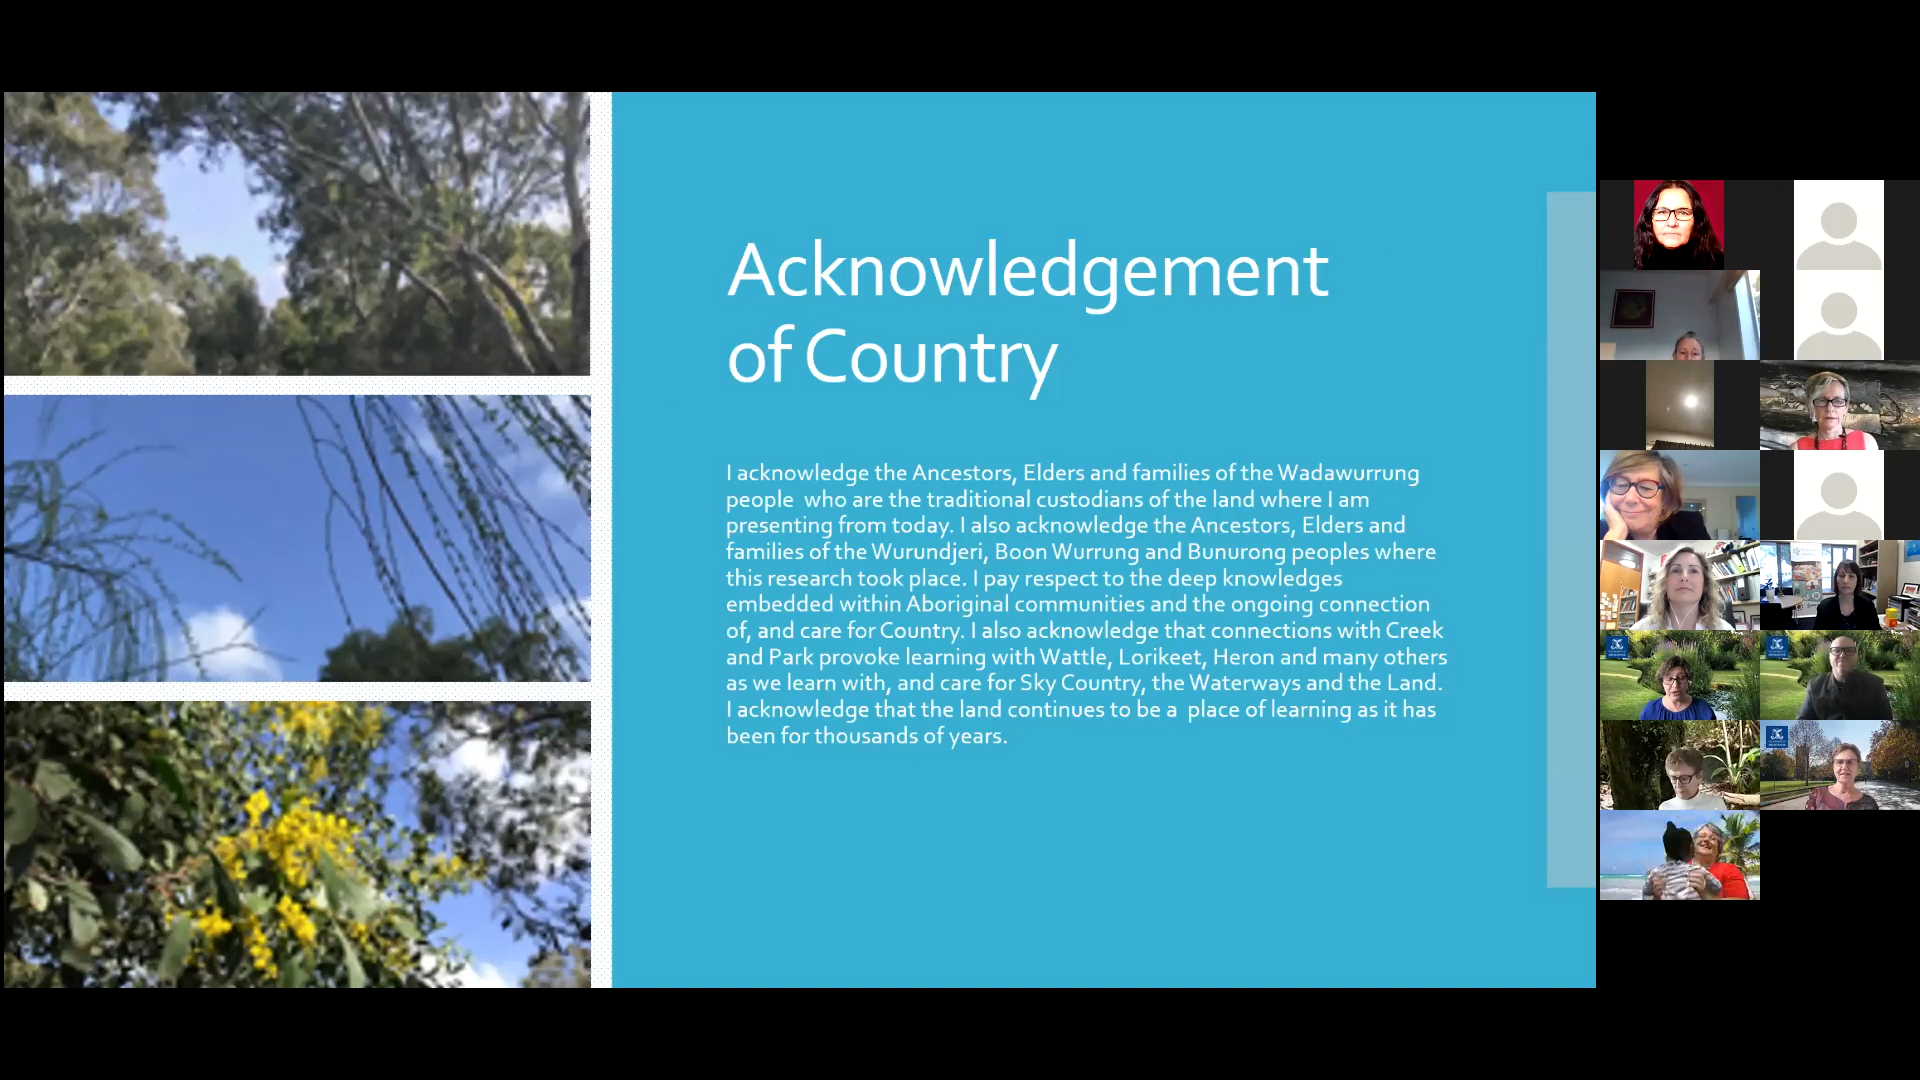 Acknowledgement
of Country
I acknowledge the Ancestors, Elders and families of the Wadawurrung
people  who are the traditional custodians of the land where I am
presenting from today. I also acknowledge the Ancestors, Elders and
families of the Wurundjeri, Boon Wurrung and Bunurong peoples where
this research took place. I pay respect to the deep knowledges
embedded within Aboriginal communities and the ongoing connection
of, and care for Country. I also acknowledge that connections with Creek
and Park provoke learning with Wattle, Lorikeet, Heron and many others
as we learn with, and care for Sky Country, the Waterways and the Land.
I acknowledge that the land continues to be a  place of learning as it has
been for thousands of years.